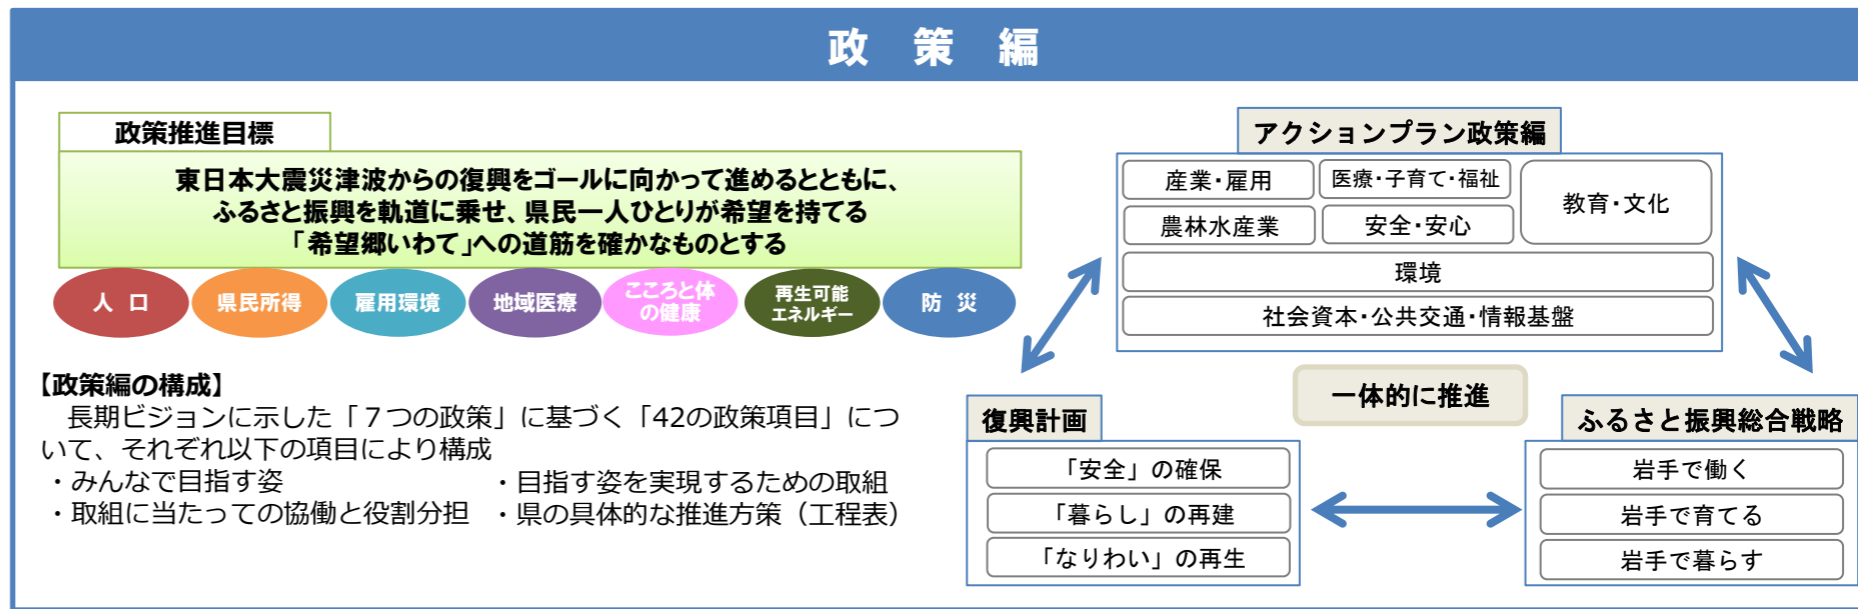 政 策 編
政策推進目標
東日本大震災津波からの復興をゴールに向かって進めるとともに、
ふるさと振興を軌道に乗せ、県民一人ひとりが希望を持てる
「希望郷いわて」への道筋を確かなものとする
人 口
県民所得
雇用環境
地域医療
こころと体
の健康
再生可能
エネルギー
防 災
【政策編の構成】
長期ビジョンに示した「７つの政策」に基づく「42の政策項目」につ
いて、それぞれ以下の項目により構成
・みんなで目指す姿 ・目指す姿を実現するための取組
・取組に当たっての協働と役割分担 ・県の具体的な推進方策（工程表）
アクションプラン政策編
産業・雇用
医療・子育て・福祉
教育・文化
農林水産業
安全・安心
環境
社会資本・公共交通・情報基盤
一体的に推進
復興計画
「安全」の確保
「暮らし」の再建
「なりわい」の再生
ふるさと振興総合戦略
岩手で働く
岩手で育てる
岩手で暮らす